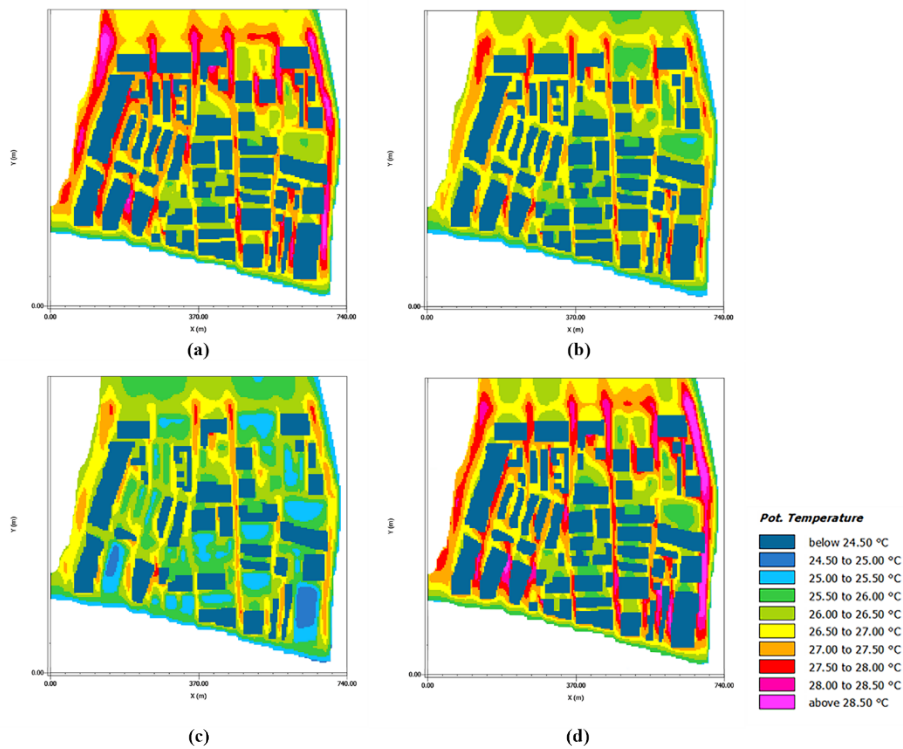 Y (m)
0.00
0.00
370.00
740.00
X (m)
(a)
Y (m)
0.00
0.00
370.00
740.00
X (m)
(b)
Y (m)
0.00
0.00
370.00
740.00
X (m)
(c)
Y (m)
0.00
0.00
370.00
740.00
X (m)
(d)
Pot. Temperature
below 24.50 °C
24.50 to 25.00 °C
25.00 to 25.50 °C
25.50 to 26.00 °C
26.00 to 26.50 °C
26.50 to 27.00 °C
27.00 to 27.50 °C
27.50 to 28.00 °C
28.00 to 28.50 °C
above 28.50 °C